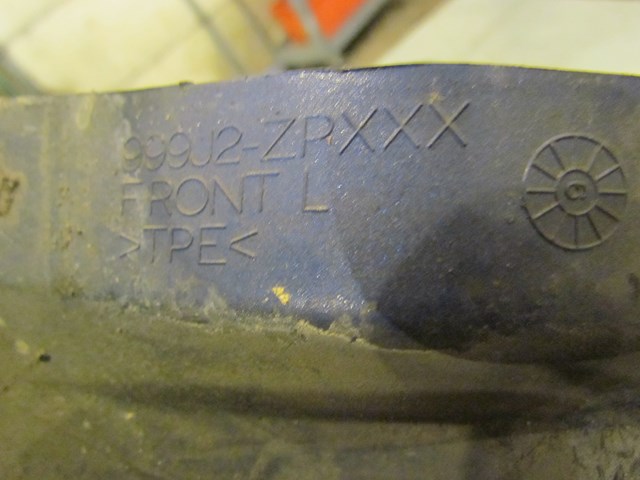 999J2-ZPXXX
FRONT L
>TPE<